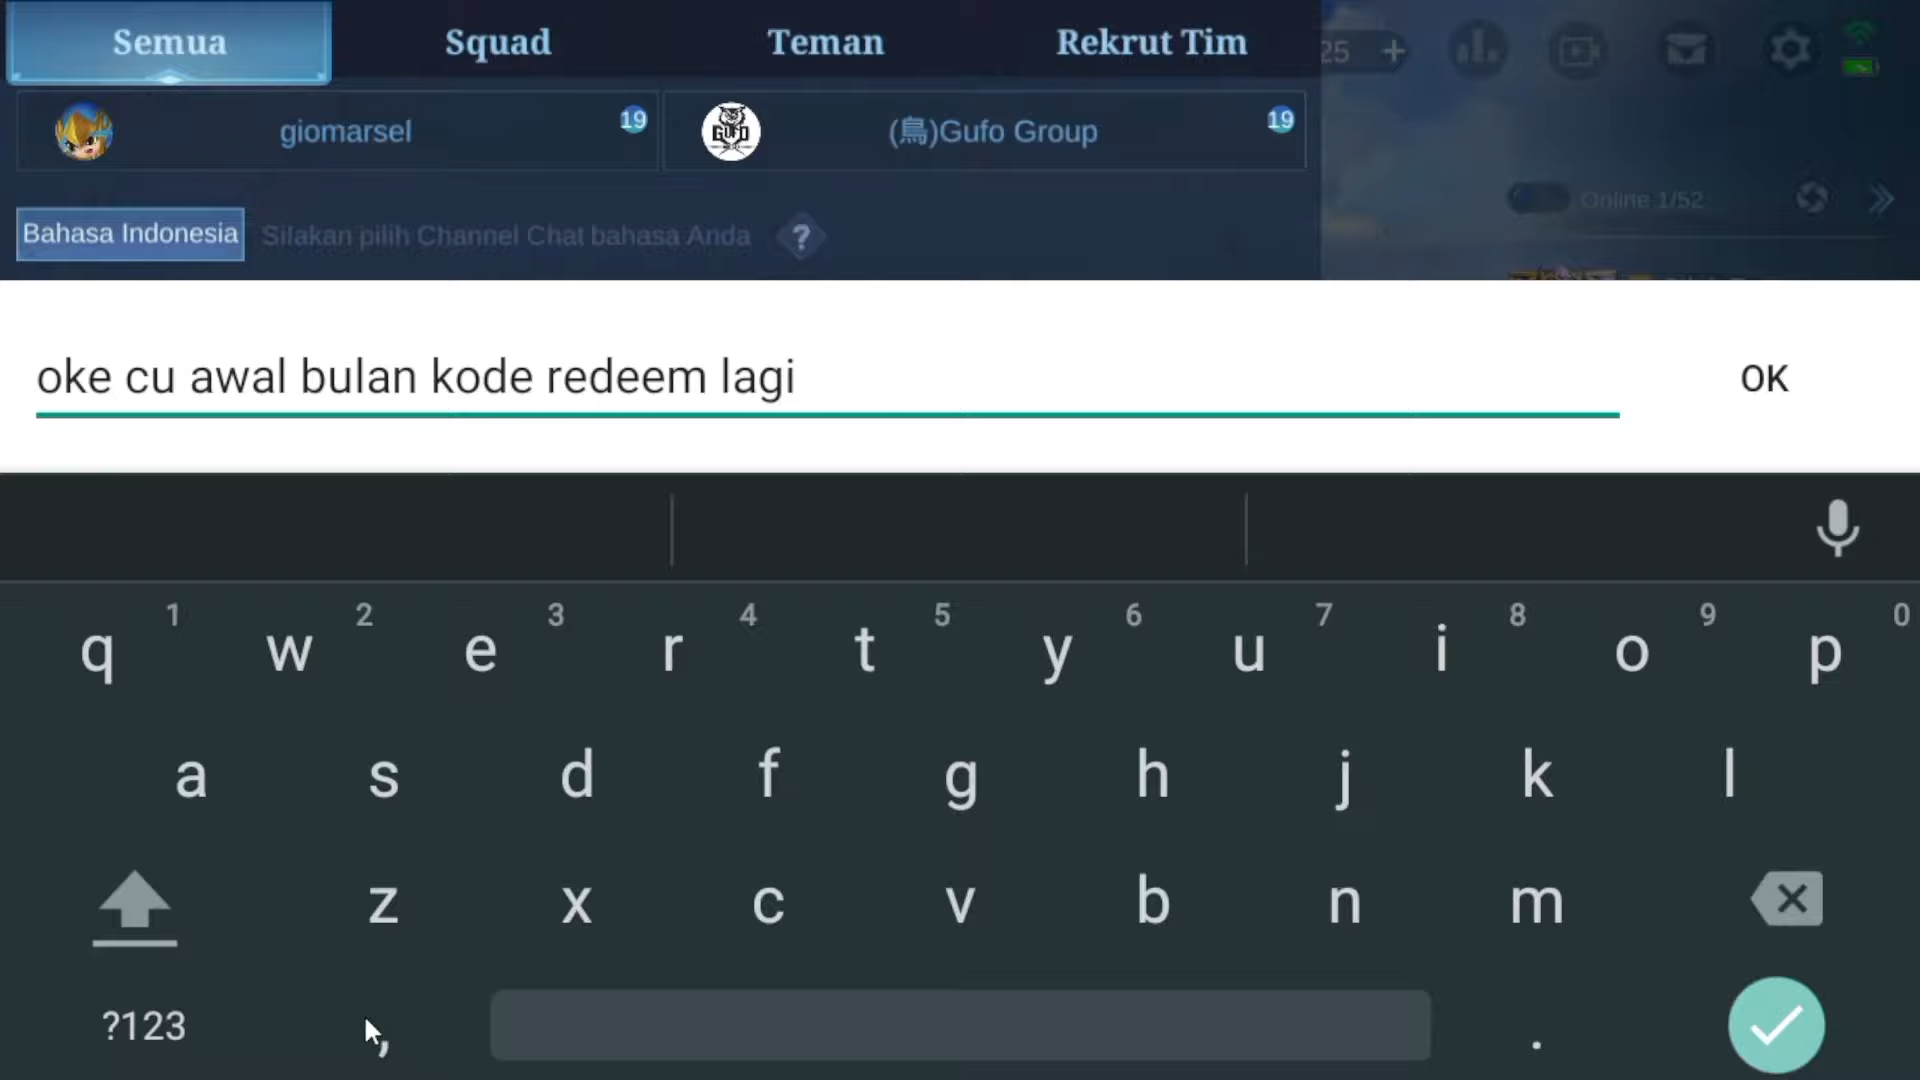 Semua Squad Teman Rekrut Tim 25 +
giomarsel 19 GUFO (鳥)Gufo Group 19
Online 1/52
Bahasa Indonesia Silakan pilih Channel Chat bahasa Anda ?
oke cu awal bulan kode redeem lagi OK
1 2 3 4 5 6 7 8 9 0
q w e r t y u i o p
a s d f g h j k l
z x c v b n m
?123 , .